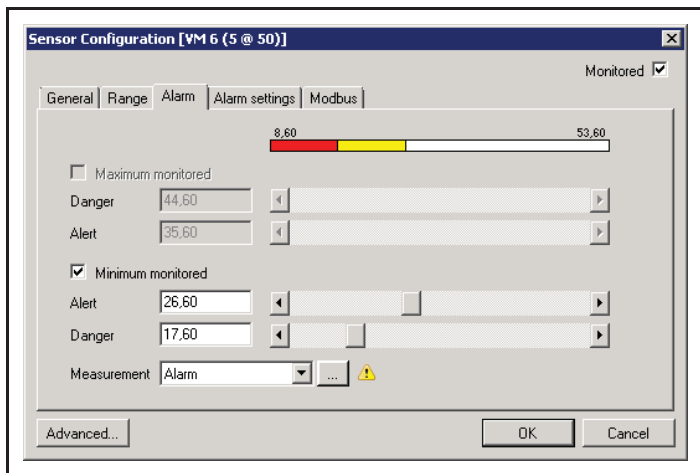 Sensor Configuration [VM 6 (5 @ 50)]
Monitored
General Range Alarm Alarm settings Modbus
8,60 53,60
Maximum monitored
Danger 44,60
Alert 35,60
Minimum monitored
Alert 26,60
Danger 17,60
Measurement Alarm ...
Advanced... OK Cancel